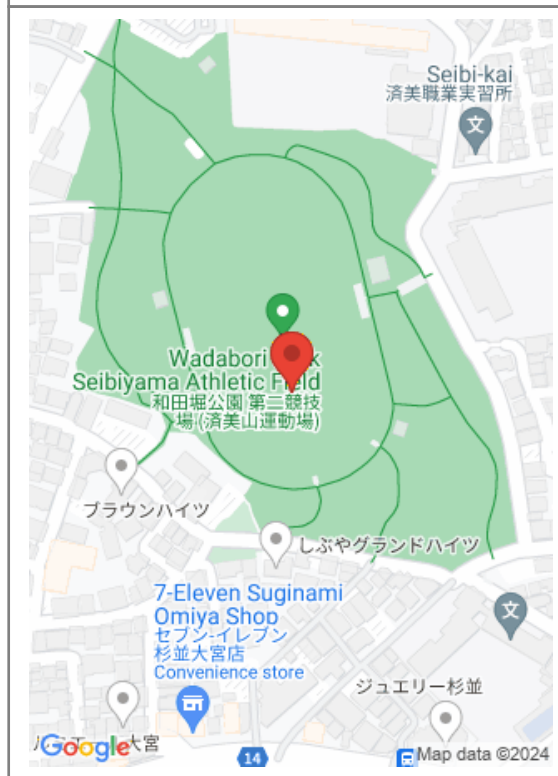 Seibi-kai
済美職業実習所
文
Wadabori
Seibiyama Athletic Field
和田堀公園 第二競技
場 (済美山運動場)
ブラウンハイツ
しぶやグランドハイツ
7-Eleven Suginami
Omiya Shop
セブン-イレブン
杉並大宮店
Convenience store
文
ジュエリー杉並
大宮
Google
14
Map data ©2024